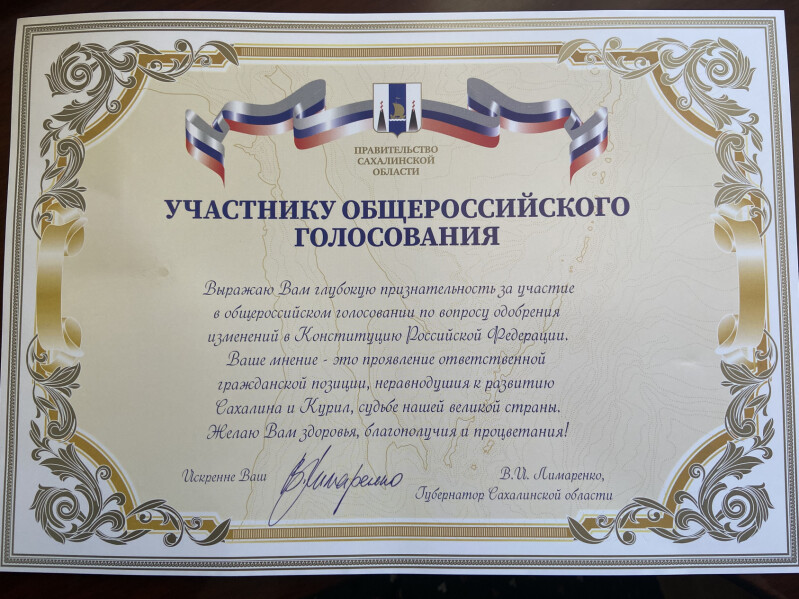 ПРАВИТЕЛЬСТВО
САХАЛИНСКОЙ
ОБЛАСТИ
УЧАСТНИКУ ОБЩЕРОССИЙСКОГО
ГОЛОСОВАНИЯ
Выражаю Вам глубокую признательность за участие
в общероссийском голосовании по вопросу одобрения
изменений в Конституцию Российской Федерации.
Ваше мнение - это проявление ответственной
гражданской позиции, неравнодушия к развитию
Сахалина и Курил, судьбе нашей великой страны.
Желаю Вам здоровья, благополучия и процветания!
Искренне Ваш
В.Лимаренко
В.И. Лимаренко,
Губернатор Сахалинской области